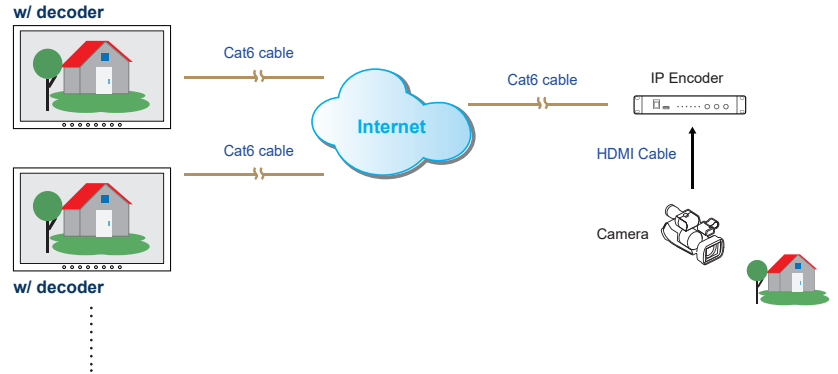 w/ decoder
Cat6 cable
Cat6 cable
IP Encoder
Internet
Cat6 cable
HDMI Cable
Camera
w/ decoder